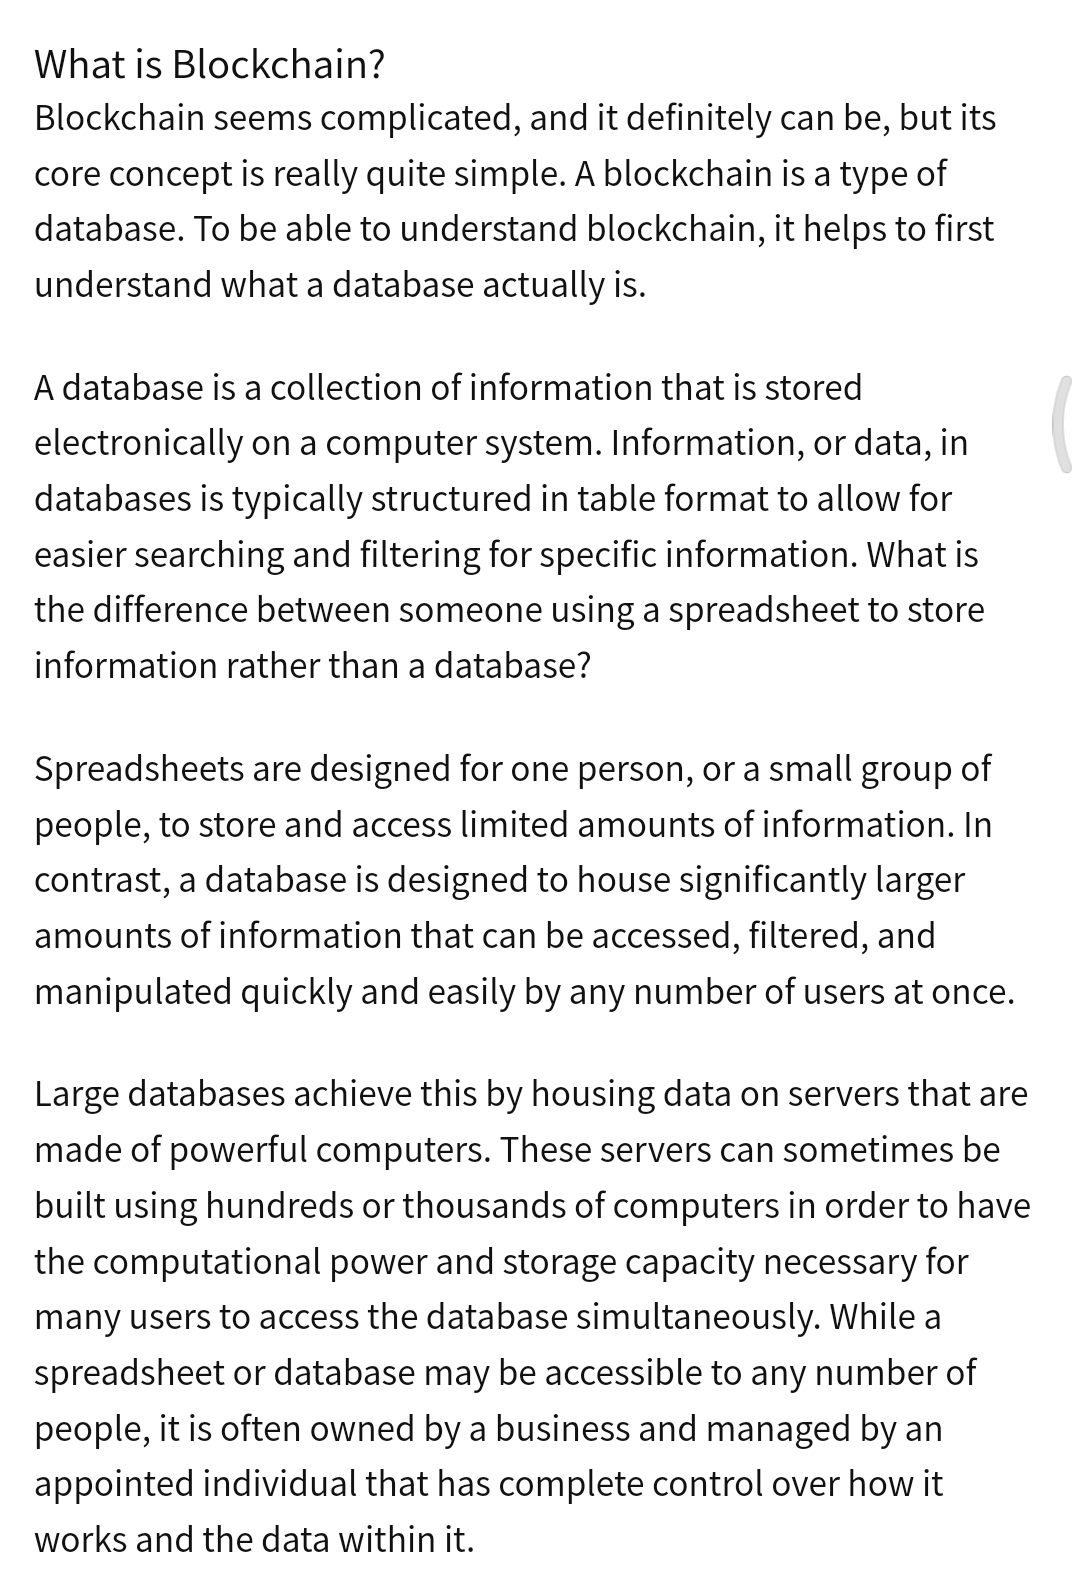 What is Blockchain?
Blockchain seems complicated, and it definitely can be, but its
core concept is really quite simple. A blockchain is a type of
database. To be able to understand blockchain, it helps to first
understand what a database actually is.
A database is a collection of information that is stored
electronically on a computer system. Information, or data, in
databases is typically structured in table format to allow for
easier searching and filtering for specific information. What is
the difference between someone using a spreadsheet to store
information rather than a database?
Spreadsheets are designed for one person, or a small group of
people, to store and access limited amounts of information. In
contrast, a database is designed to house significantly larger
amounts of information that can be accessed, filtered, and
manipulated quickly and easily by any number of users at once.
Large databases achieve this by housing data on servers that are
made of powerful computers. These servers can sometimes be
built using hundreds or thousands of computers in order to have
the computational power and storage capacity necessary for
many users to access the database simultaneously. While a
spreadsheet or database may be accessible to any number of
people, it is often owned by a business and managed by an
appointed individual that has complete control over how it
works and the data within it.